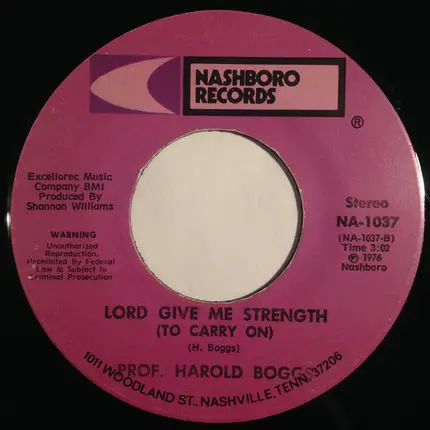 NASHBORO
RECORDS
®
Excellorec Music
Company BMI
Produced By
Shannon Williams
WARNING
Unauthorized
Reproduction,
Prohibited By Federal
Law & Subject to
Criminal Prosecution
Stereo
NA-1037
(NA-1037-B)
Time 3:02
℗ 1976
Nashboro
LORD GIVE ME STRENGTH
(TO CARRY ON)
(H. Boggs)
PROF. HAROLD BOGGS
1011 WOODLAND ST., NASHVILLE, TENN. 37206